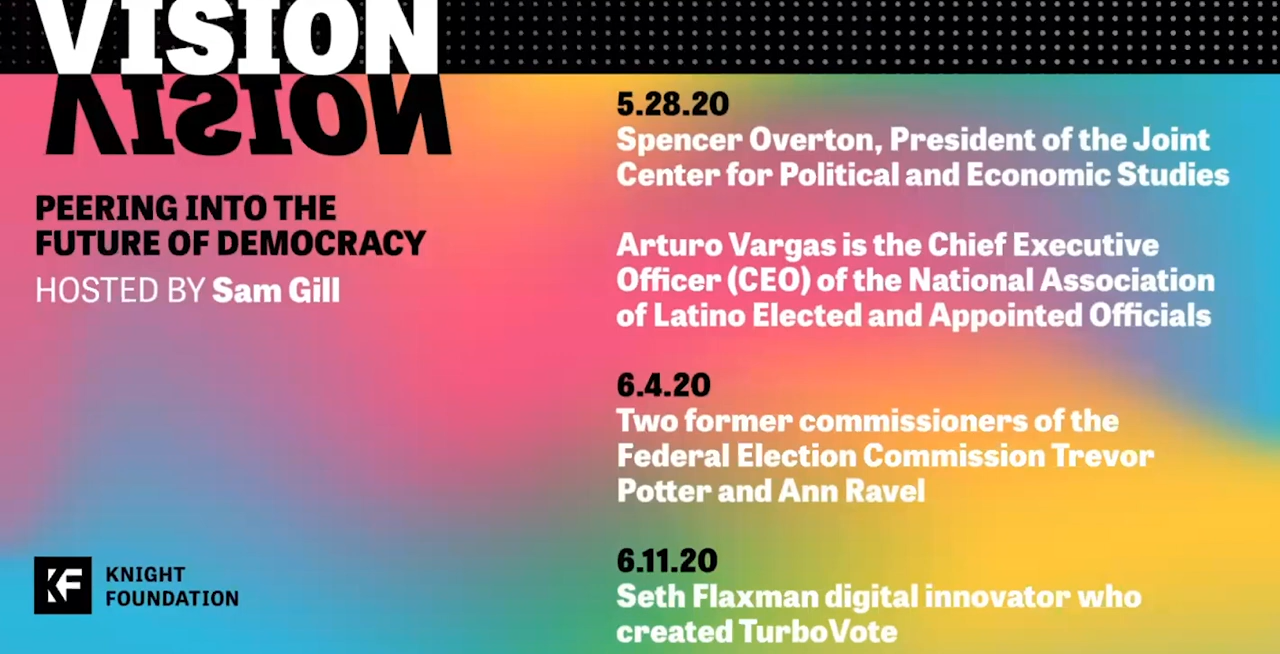 VISION
VISION
PEERING INTO THE
FUTURE OF DEMOCRACY
HOSTED BY Sam Gill
KF KNIGHT
FOUNDATION
5.28.20
Spencer Overton, President of the Joint
Center for Political and Economic Studies
Arturo Vargas is the Chief Executive
Officer (CEO) of the National Association
of Latino Elected and Appointed Officials
6.4.20
Two former commissioners of the
Federal Election Commission Trevor
Potter and Ann Ravel
6.11.20
Seth Flaxman digital innovator who
created TurboVote